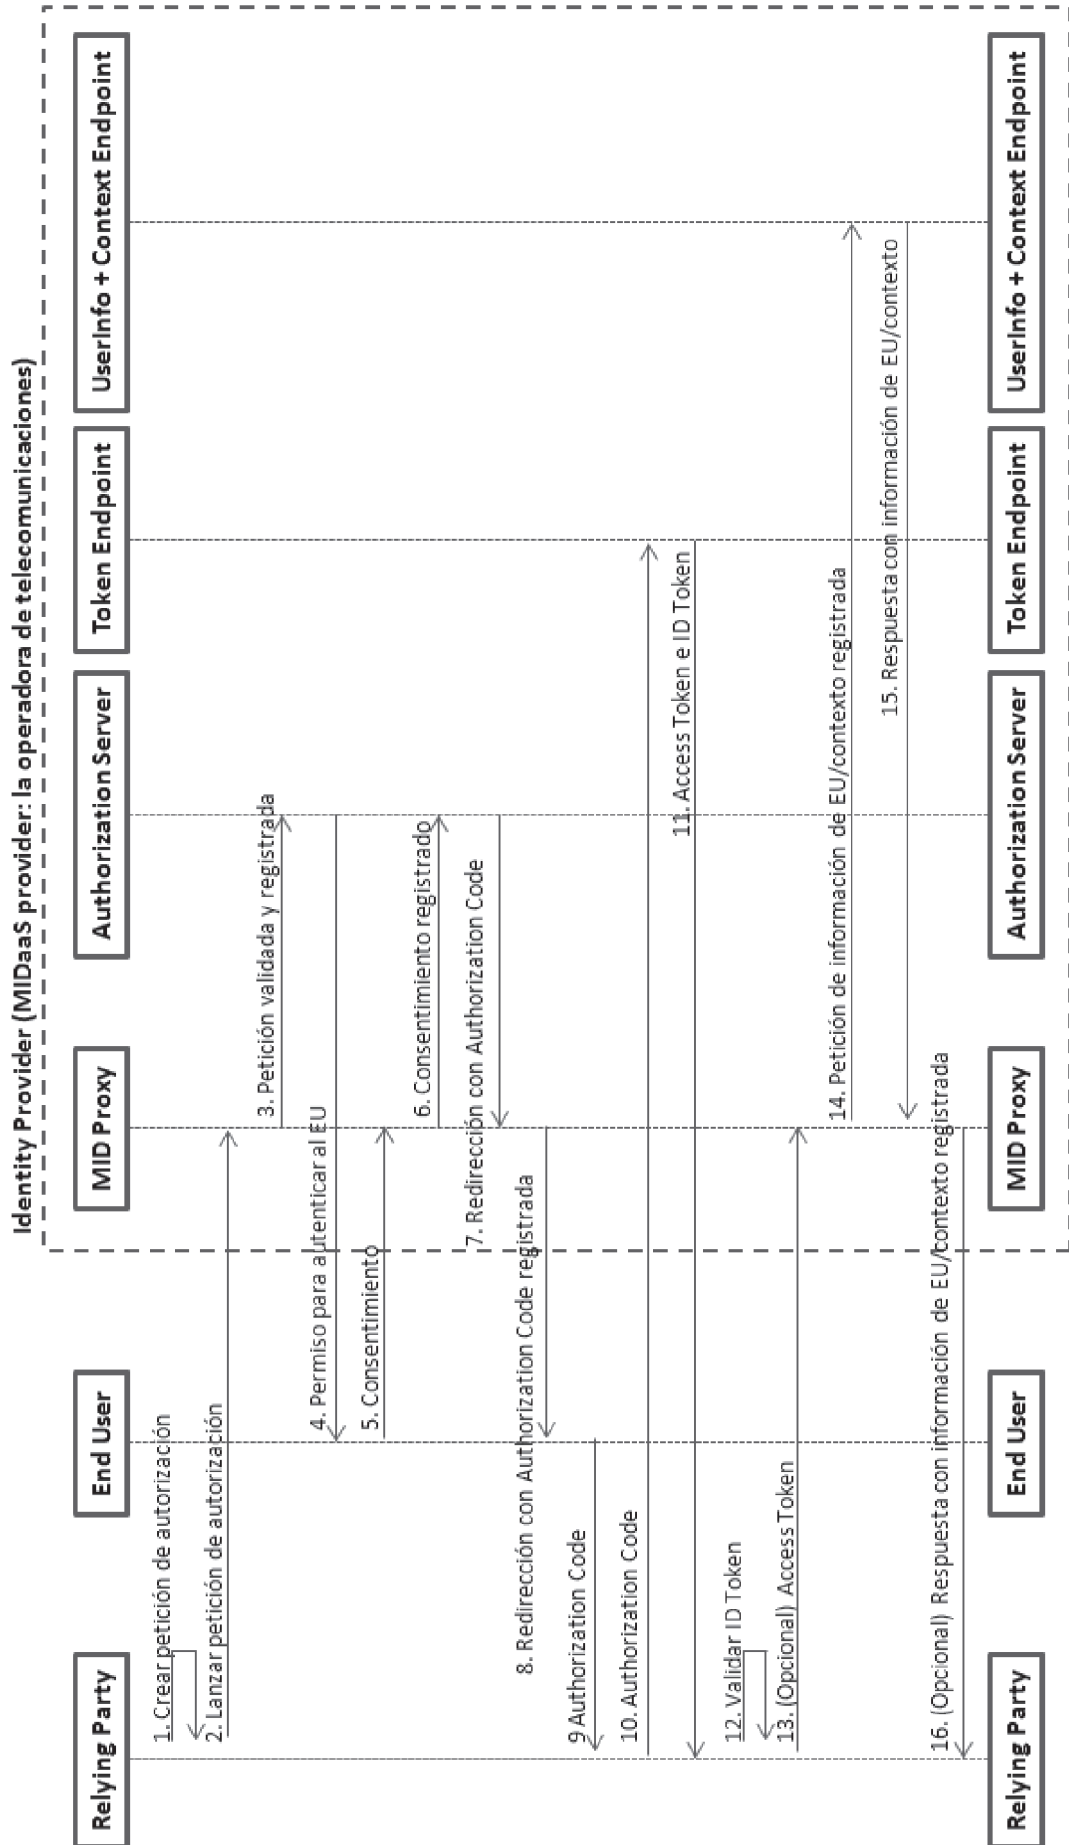 Identity Provider (MIDaaS provider: la operadora de telecomunicaciones)
Relying Party
End User
MID Proxy
Authorization Server
Token Endpoint
UserInfo + Context Endpoint
1. Crear petición de autorización
2. Lanzar petición de autorización
3. Petición validada y registrada
4. Permiso para autenticar al EU
5. Consentimiento
6. Consentimiento registrado
7. Redirección con Authorization Code
8. Redirección con Authorization Code registrada
9 Authorization Code
10. Authorization Code
11. Access Token e ID Token
12. Validar ID Token
13. (Opcional) Access Token
14. Petición de información de EU/contexto registrada
15. Respuesta con información de EU/contexto
16. (Opcional) Respuesta con información de EU/contexto registrada
Relying Party
End User
MID Proxy
Authorization Server
Token Endpoint
UserInfo + Context Endpoint